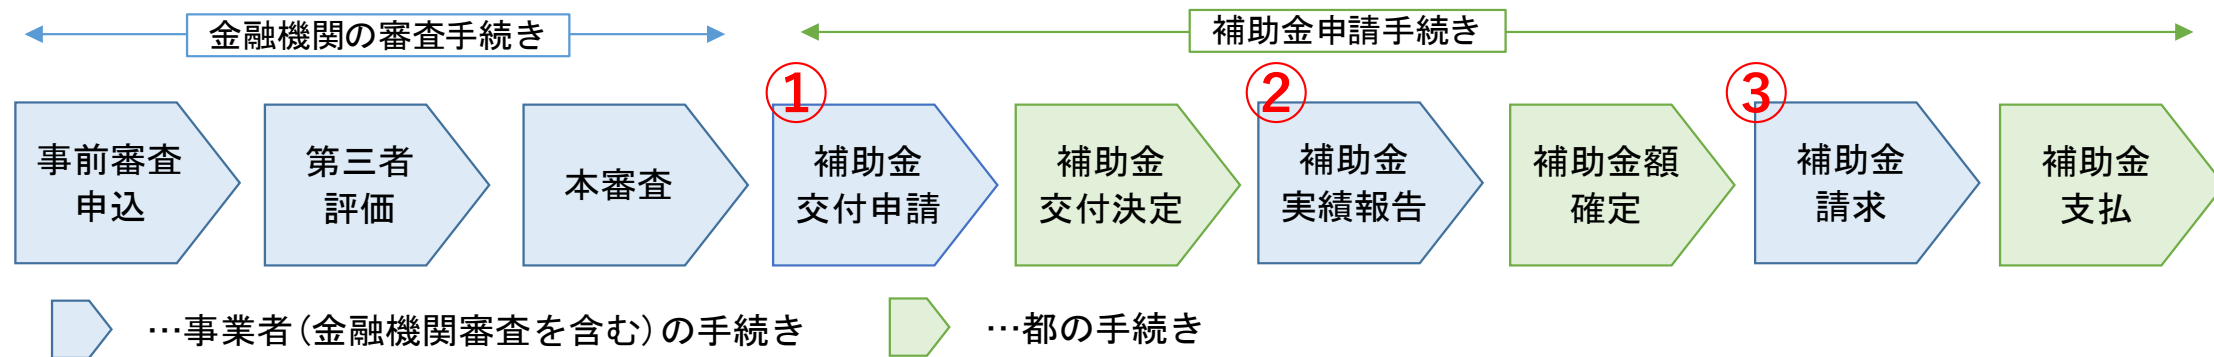 金融機関の審査手続き
補助金申請手続き
①
②
③
事前審査
申込
第三者
評価
本審査
補助金
交付申請
補助金
交付決定
補助金
実績報告
補助金額
確定
補助金
請求
補助金
支払
…事業者(金融機関審査を含む)の手続き
…都の手続き